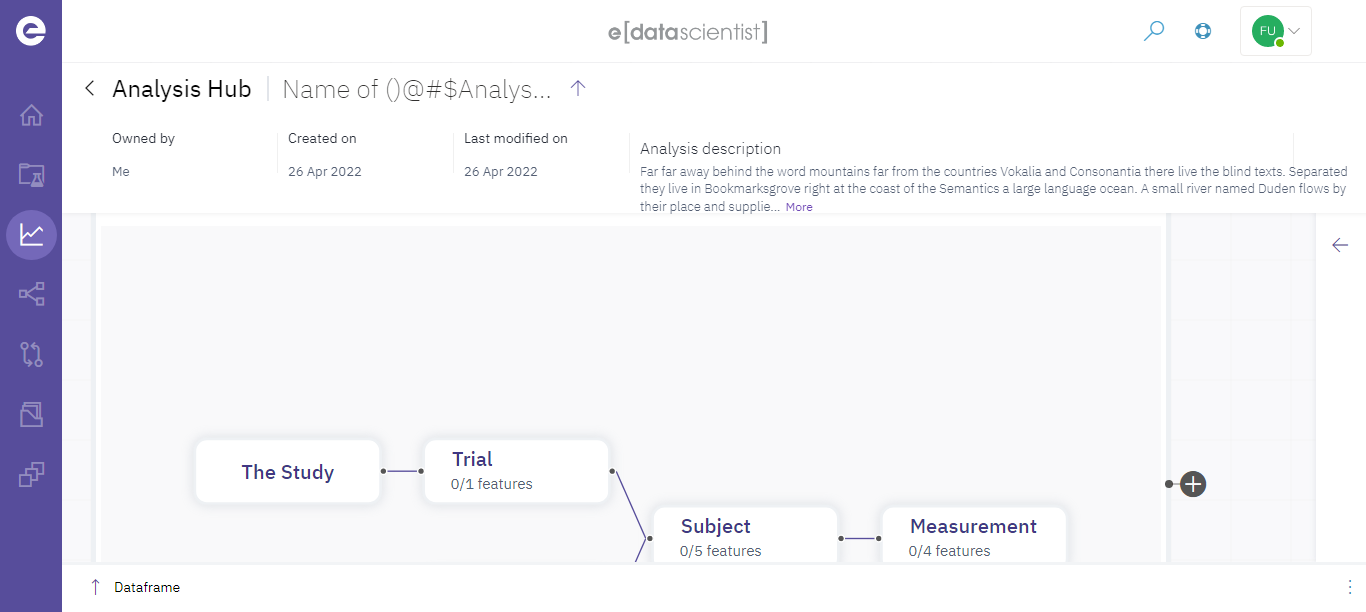 e[datascientist]
FU
Analysis Hub
Name of ()@#$Analys...
Owned by
Created on
Last modified on
Analysis description
Me
26 Apr 2022
26 Apr 2022
Far far away behind the word mountains far from the countries Vokalia and Consonantia there live the blind texts. Separated
they live in Bookmarksgrove right at the coast of the Semantics a large language ocean. A small river named Duden flows by
their place and supplie... More
The Study
Trial
0/1 features
Subject
0/5 features
Measurement
0/4 features
Dataframe